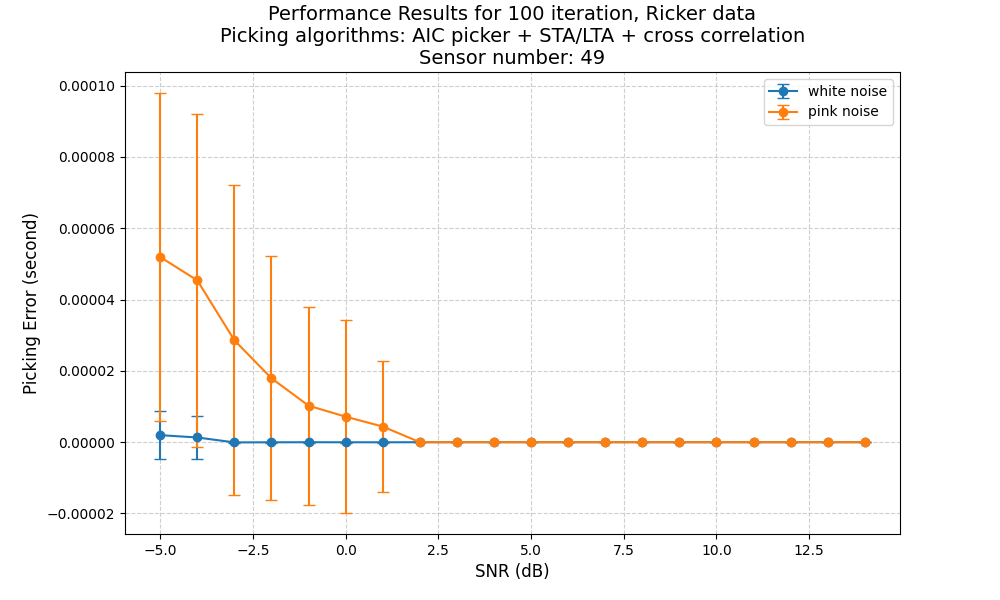 Performance Results for 100 iteration, Ricker data
Picking algorithms: AIC picker + STA/LTA + cross correlation
Sensor number: 49
white noise
pink noise
Picking Error (second)
0.00010
0.00008
0.00006
0.00004
0.00002
0.00000
−0.00002
−5.0 −2.5 0.0 2.5 5.0 7.5 10.0 12.5
SNR (dB)